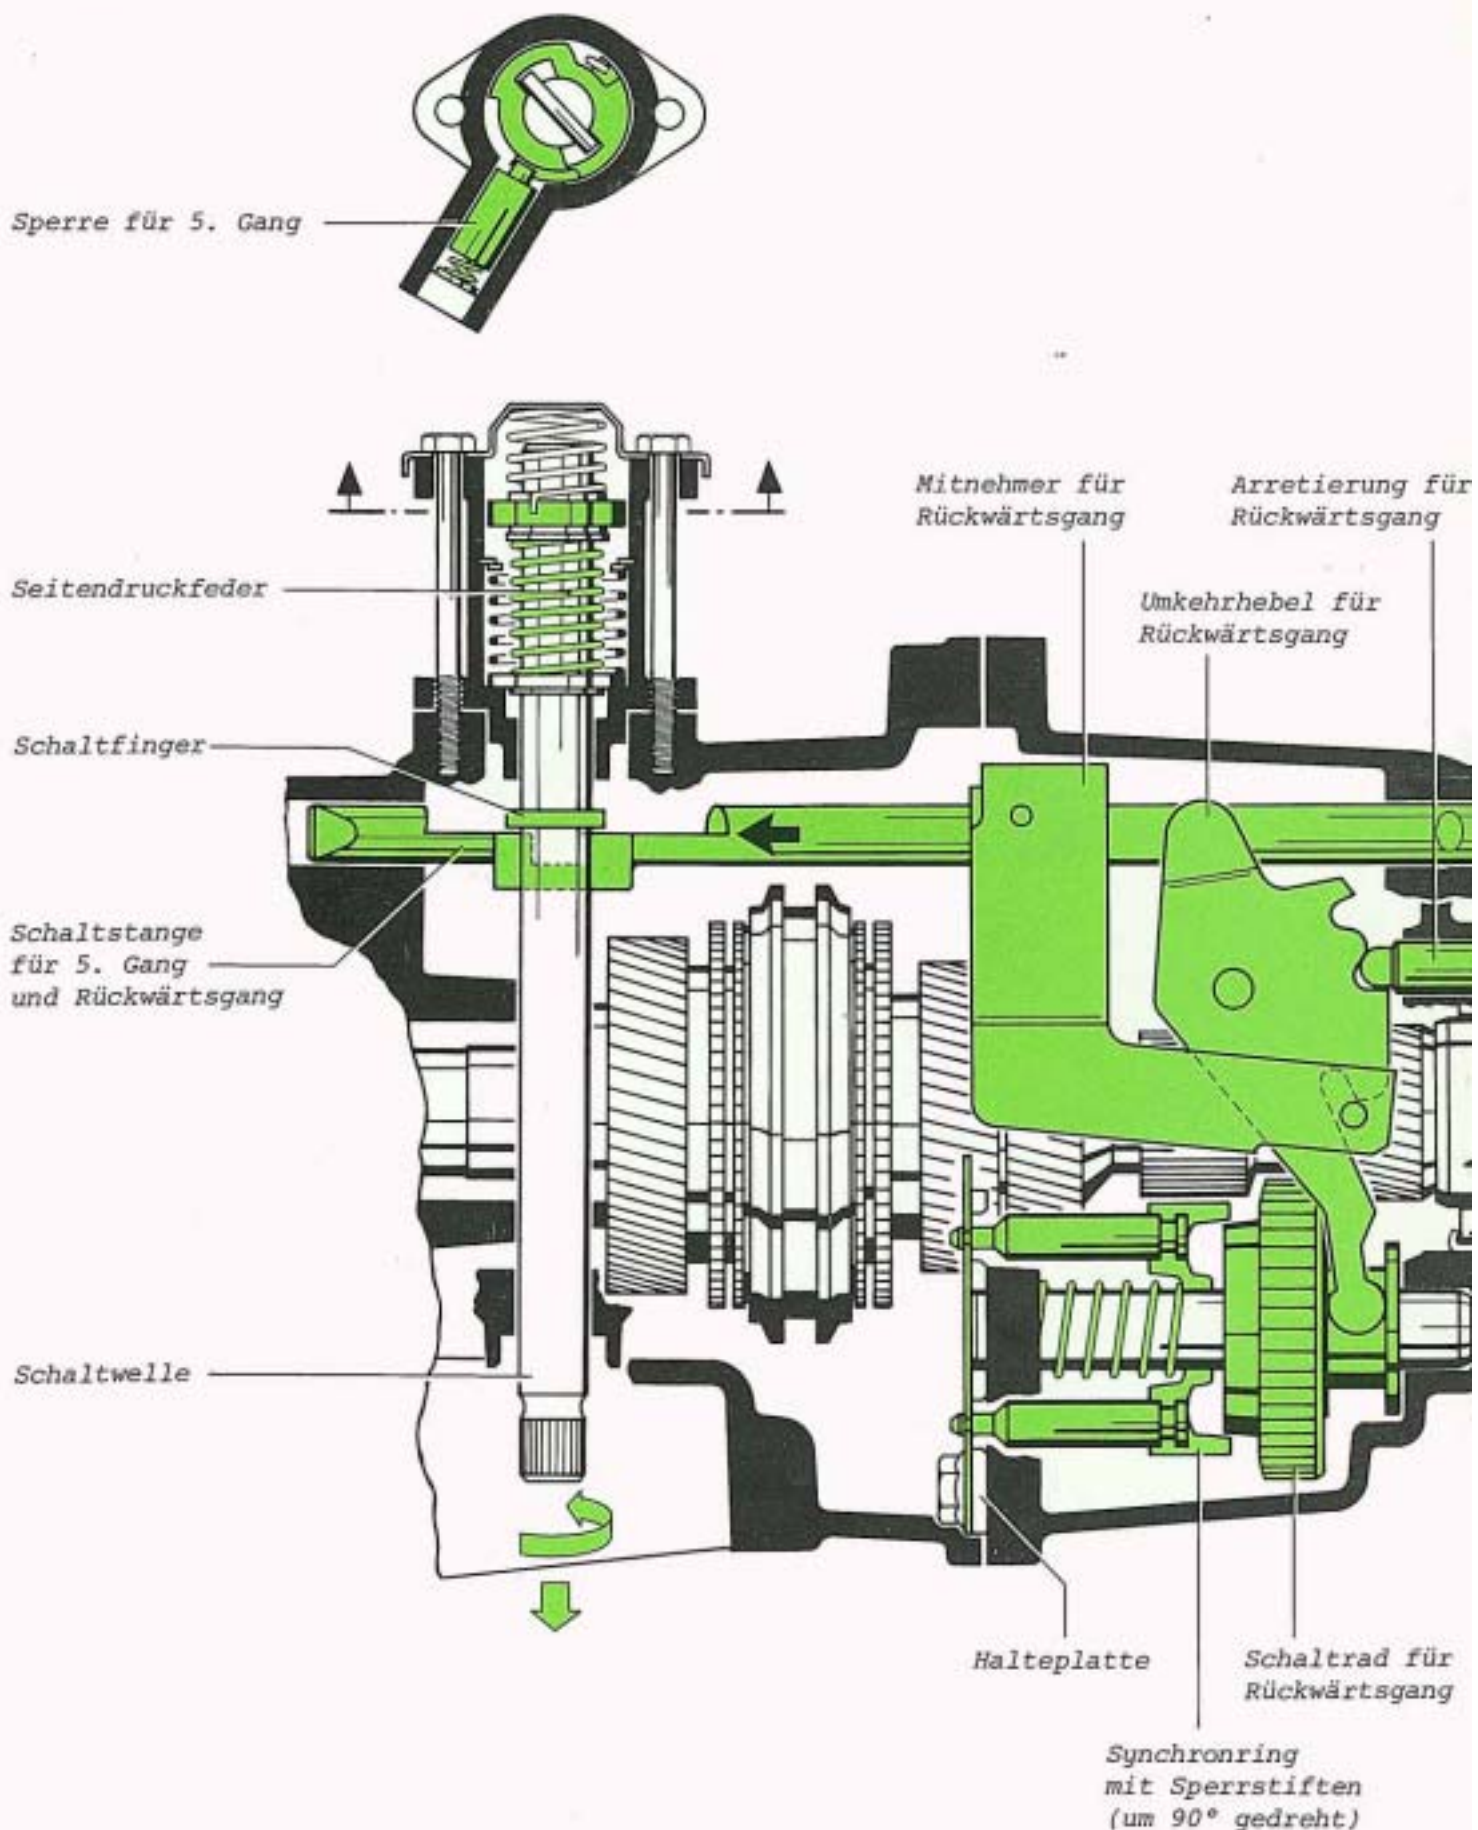 Sperre für 5. Gang
Mitnehmer für
Rückwärtsgang
Arretierung für
Rückwärtsgang
Seitendruckfeder
Umkehrhebel für
Rückwärtsgang
Schaltfinger
Schaltstange
für 5. Gang
und Rückwärtsgang
Schaltwelle
Halteplatte
Schaltrad für
Rückwärtsgang
Synchronring
mit Sperrstiften
(um 90° gedreht)